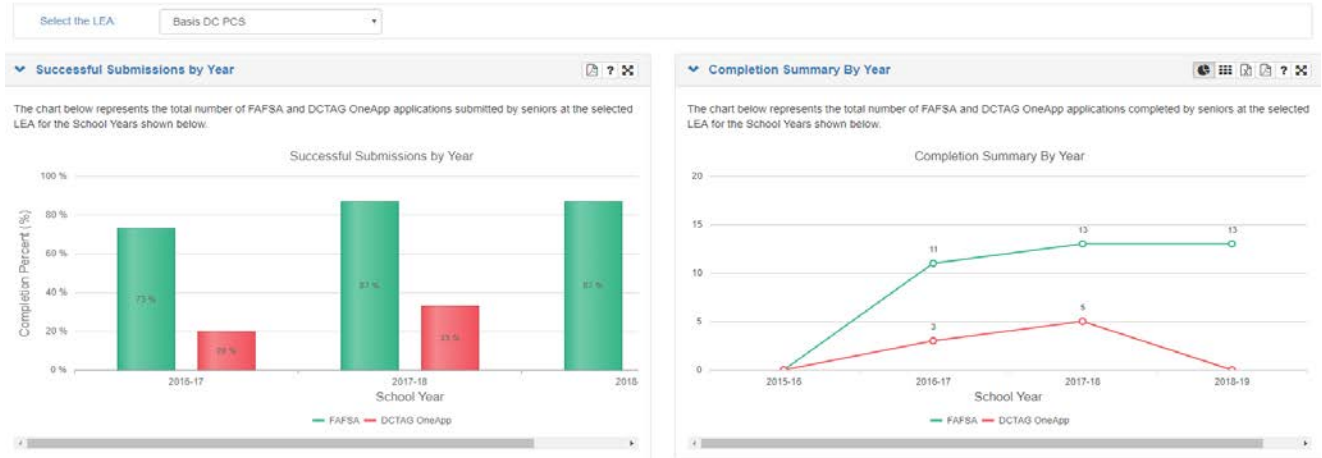 Select the LEA: Basis DC PCS
Successful Submissions by Year
The chart below represents the total number of FAFSA and DCTAG OneApp applications submitted by seniors at the selected
LEA for the School Years shown below.
Successful Submissions by Year
Completion Percent (%)
100 %
80 %
60 %
40 %
20 %
0 %
73 %
20 %
87 %
33 %
87 %
2016-17
2017-18
2018-
School Year
FAFSA DCTAG OneApp
Completion Summary By Year
The chart below represents the total number of FAFSA and DCTAG OneApp applications completed by seniors at the selected
LEA for the School Years shown below.
Completion Summary By Year
20
15
10
5
0
11
13
13
3
5
2015-16
2016-17
2017-18
2018-19
School Year
FAFSA DCTAG OneApp